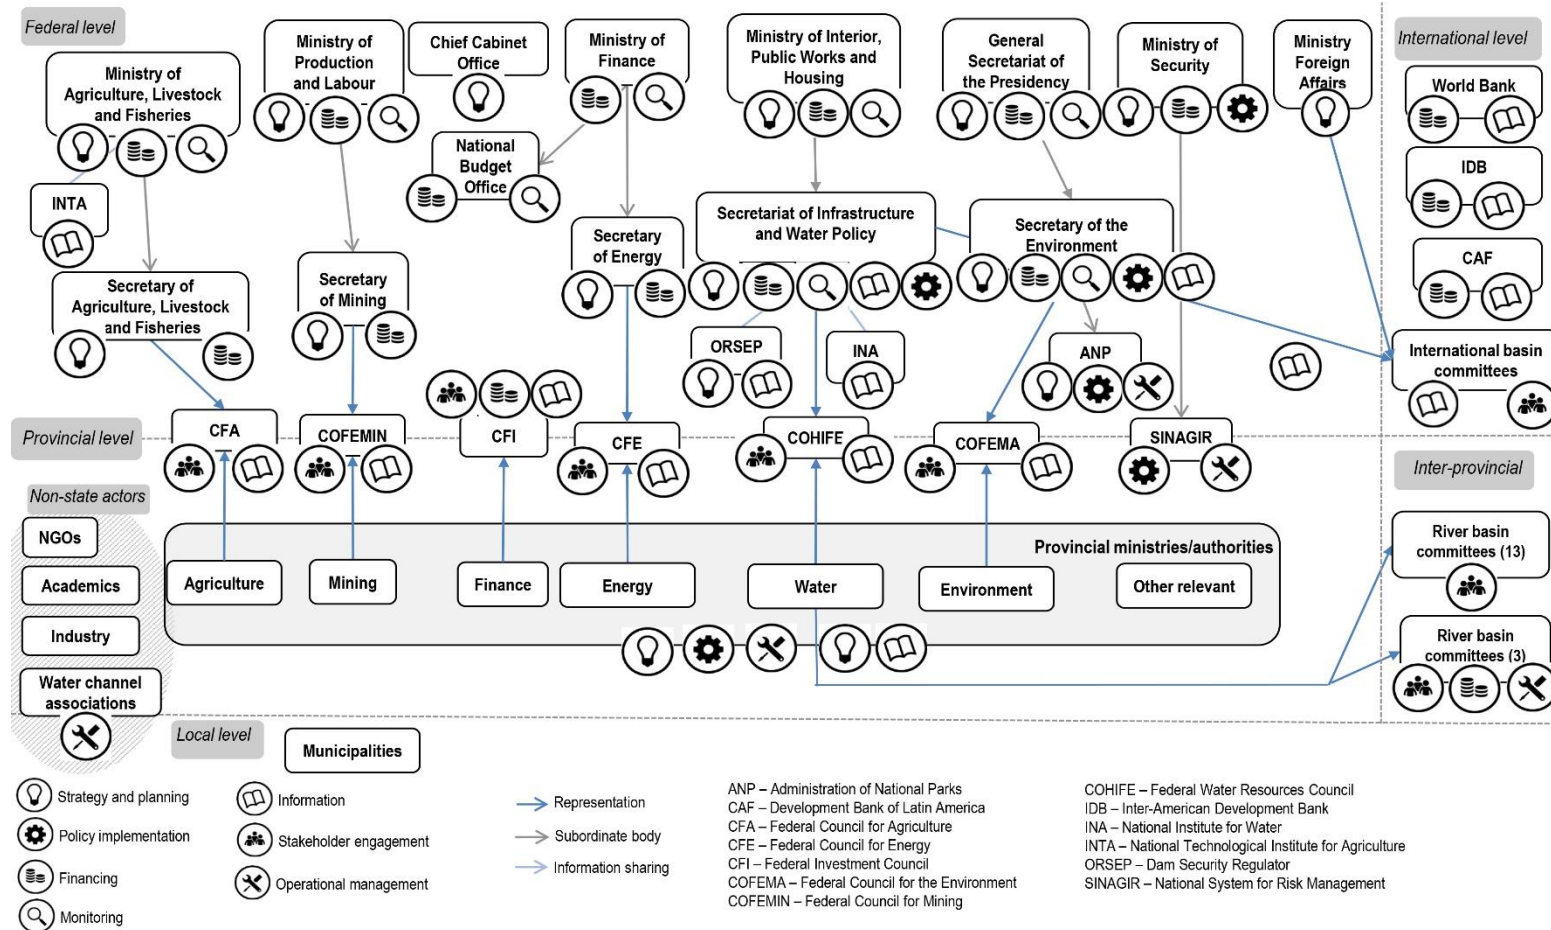 Federal level
Ministry of
Agriculture, Livestock
and Fisheries
Ministry of
Production
and Labour
Chief Cabinet
Office
Ministry of
Finance
Ministry of Interior,
Public Works and
Housing
General
Secretariat of
the Presidency
Ministry of
Security
Ministry
Foreign
Affairs
International level
World Bank
IDB
CAF
National
Budget
Office
INTA
Secretary of
Agriculture, Livestock
and Fisheries
Secretary
of Mining
Secretary
of Energy
Secretariat of Infrastructure
and Water Policy
Secretary of the
Environment
ORSEP
INA
ANP
International basin
committees
Provincial level
CFA
COFEMIN
CFI
CFE
COHIFE
COFEMA
SINAGIR
Inter-provincial
Non-state actors
NGOs
Academics
Industry
Water channel
associations
Provincial ministries/authorities
Agriculture
Mining
Finance
Energy
Water
Environment
Other relevant
River basin
committees (13)
River basin
committees (3)
Local level
Municipalities
Strategy and planning
Policy implementation
Financing
Monitoring
Information
Stakeholder engagement
Operational management
Representation
Subordinate body
Information sharing
ANP – Administration of National Parks
CAF – Development Bank of Latin America
CFA – Federal Council for Agriculture
CFE – Federal Council for Energy
CFI – Federal Investment Council
COFEMA – Federal Council for the Environment
COFEMIN – Federal Council for Mining
COHIFE – Federal Water Resources Council
IDB – Inter-American Development Bank
INA – National Institute for Water
INTA – National Technological Institute for Agriculture
ORSEP – Dam Security Regulator
SINAGIR – National System for Risk Management